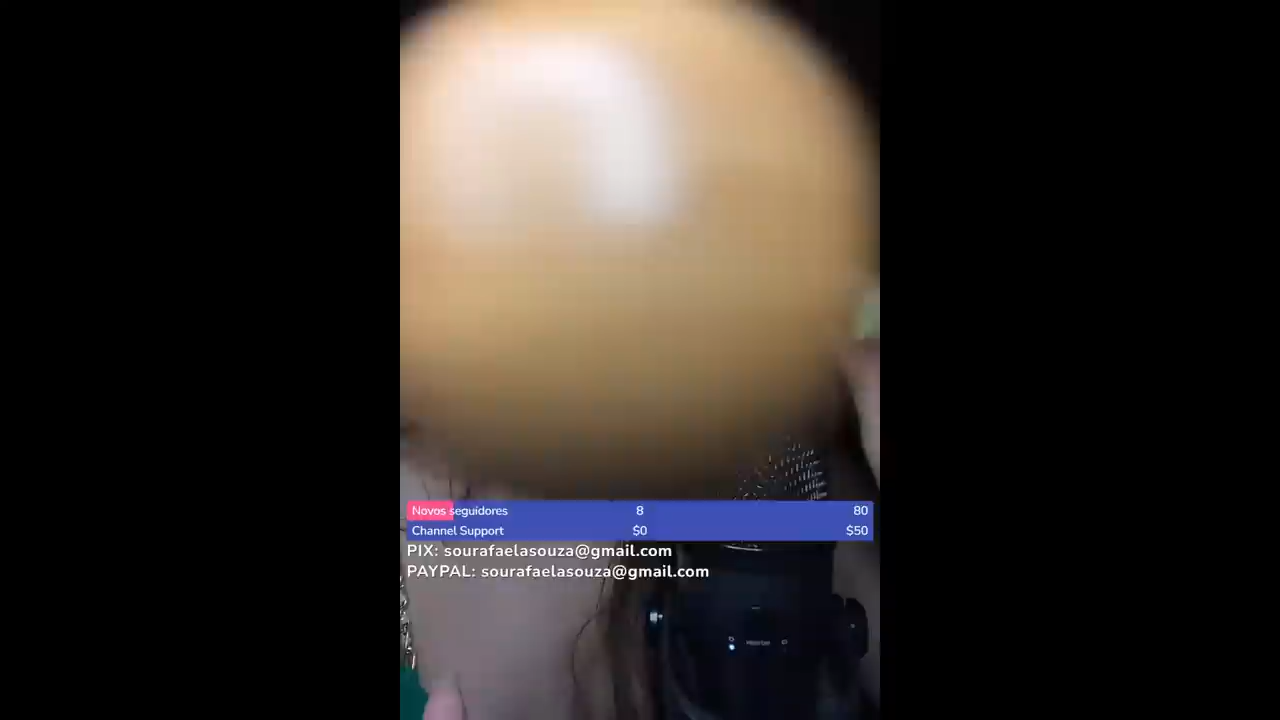 Novos seguidores 8 80
Channel Support $0 $50
PIX: sourafaelasouza@gmail.com
PAYPAL: sourafaelasouza@gmail.com